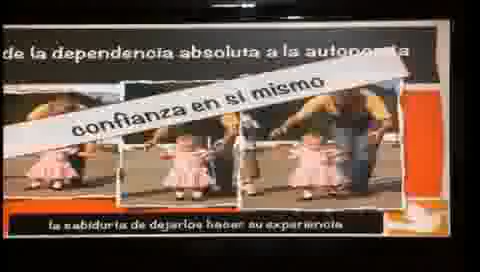 de la dependencia absoluta a la autonomía
confianza en sí mismo
la sabiduría de dejarlos hacer su experiencia